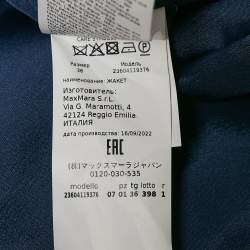 Размер Модель
38 23604119376
наименование: ЖАКЕТ
Изготовитель:
MaxMara S.r.L.
Via G. Maramotti, 4
42124 Reggio Emilia
ИТАЛИЯ
дата производства: 16/09/2022
EAC
(株)マックスマーラジャパン
0120-030-535
modello pz tg lotto r
23604119376 07 01 36 398 1